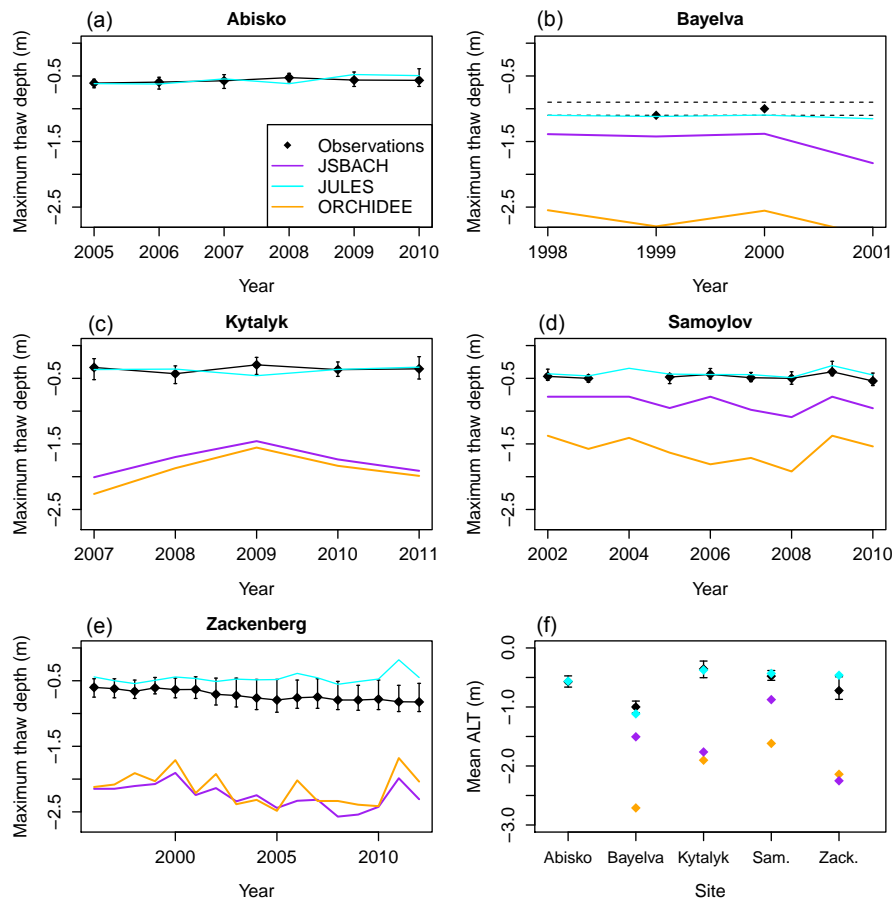 (a) Abisko
Maximum thaw depth (m)
−0.5
−1.5
−2.5
Observations
JSBACH
JULES
ORCHIDEE
2005 2006 2007 2008 2009 2010
Year
(b) Bayelva
Maximum thaw depth (m)
−0.5
−1.5
−2.5
1998 1999 2000 2001
Year
(c) Kytalyk
Maximum thaw depth (m)
−0.5
−1.5
−2.5
2007 2008 2009 2010 2011
Year
(d) Samoylov
Maximum thaw depth (m)
−0.5
−1.5
−2.5
2002 2004 2006 2008 2010
Year
(e) Zackenberg
Maximum thaw depth (m)
−0.5
−1.5
−2.5
2000 2005 2010
Year
(f)
Mean ALT (m)
0.0
−1.0
−2.0
−3.0
Abisko Bayelva Kytalyk Sam. Zack.
Site